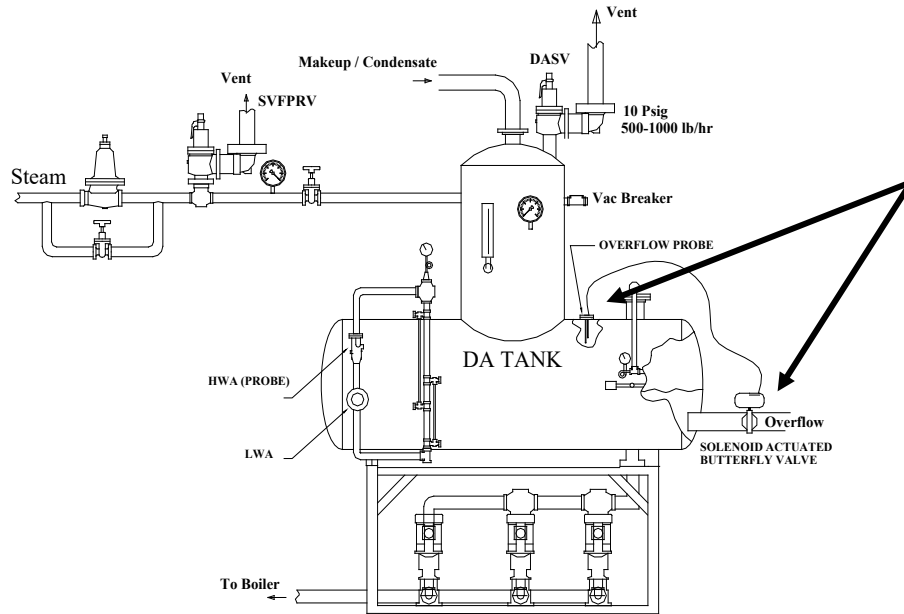 Vent
Makeup / Condensate
DASV
Vent
SVFPRV
10 Psig
500-1000 lb/hr
Steam
Vac Breaker
OVERFLOW PROBE
DA TANK
HWA (PROBE)
LWA
Overflow
SOLENOID ACTUATED
BUTTERFLY VALVE
To Boiler